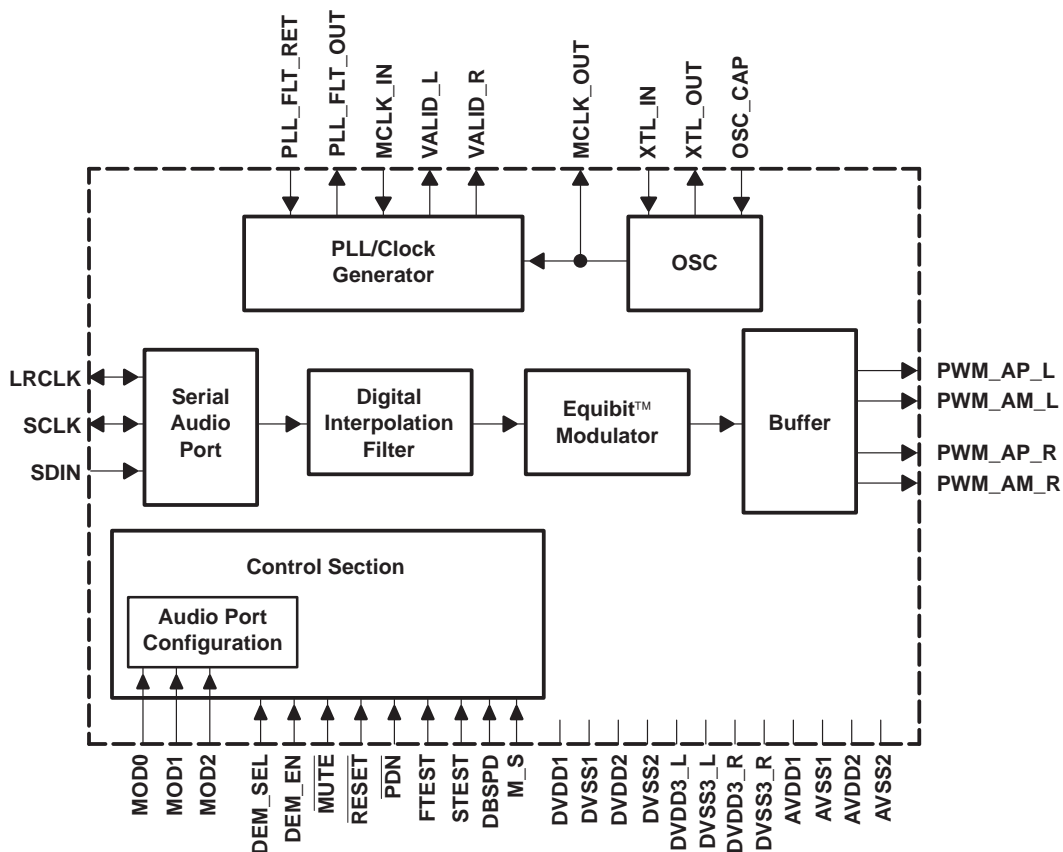 PLL_FLT_RET
PLL_FLT_OUT
MCLK_IN
VALID_L
VALID_R
MCLK_OUT
XTL_IN
XTL_OUT
OSC_CAP
PLL/Clock
Generator
OSC
LRCLK
SCLK
SDIN
Serial
Audio
Port
Digital
Interpolation
Filter
Equibit™
Modulator
Buffer
PWM_AP_L
PWM_AM_L
PWM_AP_R
PWM_AM_R
Control Section
Audio Port
Configuration
MOD0
MOD1
MOD2
DEM_SEL
DEM_EN
MUTE
RESET
PDN
FTEST
STEST
DBSPD
M_S
DVDD1
DVSS1
DVDD2
DVSS2
DVDD3_L
DVSS3_L
DVDD3_R
DVSS3_R
AVDD1
AVSS1
AVDD2
AVSS2